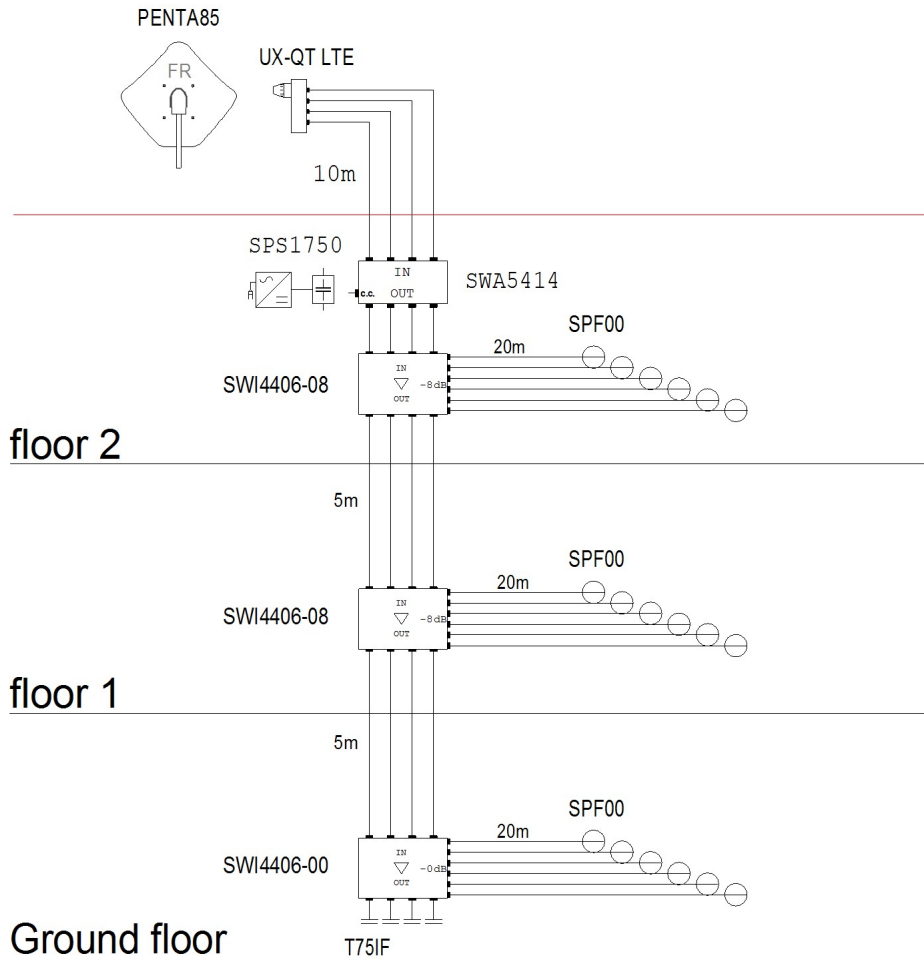 PENTA85
FR
UX-QT LTE
10m
SPS1750
IN
c.c. OUT
SWA5414
SPF00
20m
SWI4406-08
IN
-8dB
OUT
floor 2
5m
SPF00
20m
SWI4406-08
IN
-8dB
OUT
floor 1
5m
SPF00
20m
SWI4406-00
IN
-0dB
OUT
Ground floor
T75IF